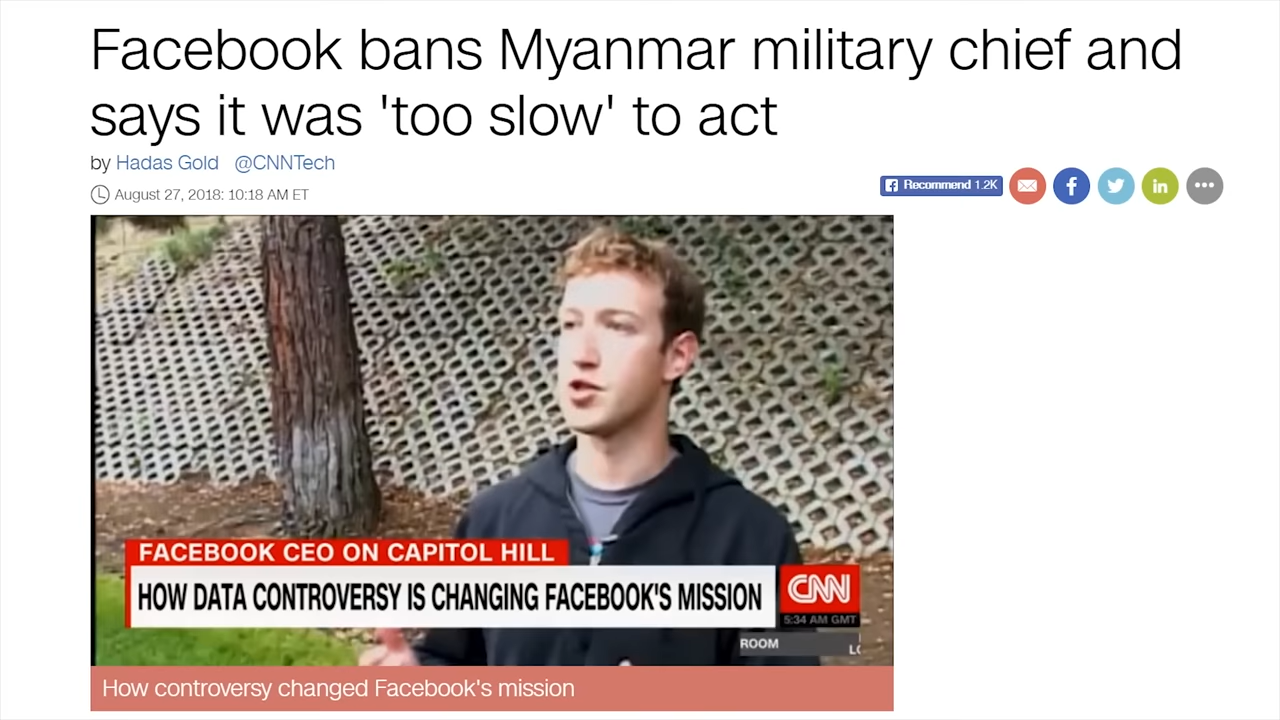 Facebook bans Myanmar military chief and
says it was 'too slow' to act
by Hadas Gold @CNNTech
August 27, 2018: 10:18 AM ET
Recommend 1.2K
FACEBOOK CEO ON CAPITOL HILL
HOW DATA CONTROVERSY IS CHANGING FACEBOOK'S MISSION
CNN
5:34 AM GMT
ROOM
How controversy changed Facebook's mission